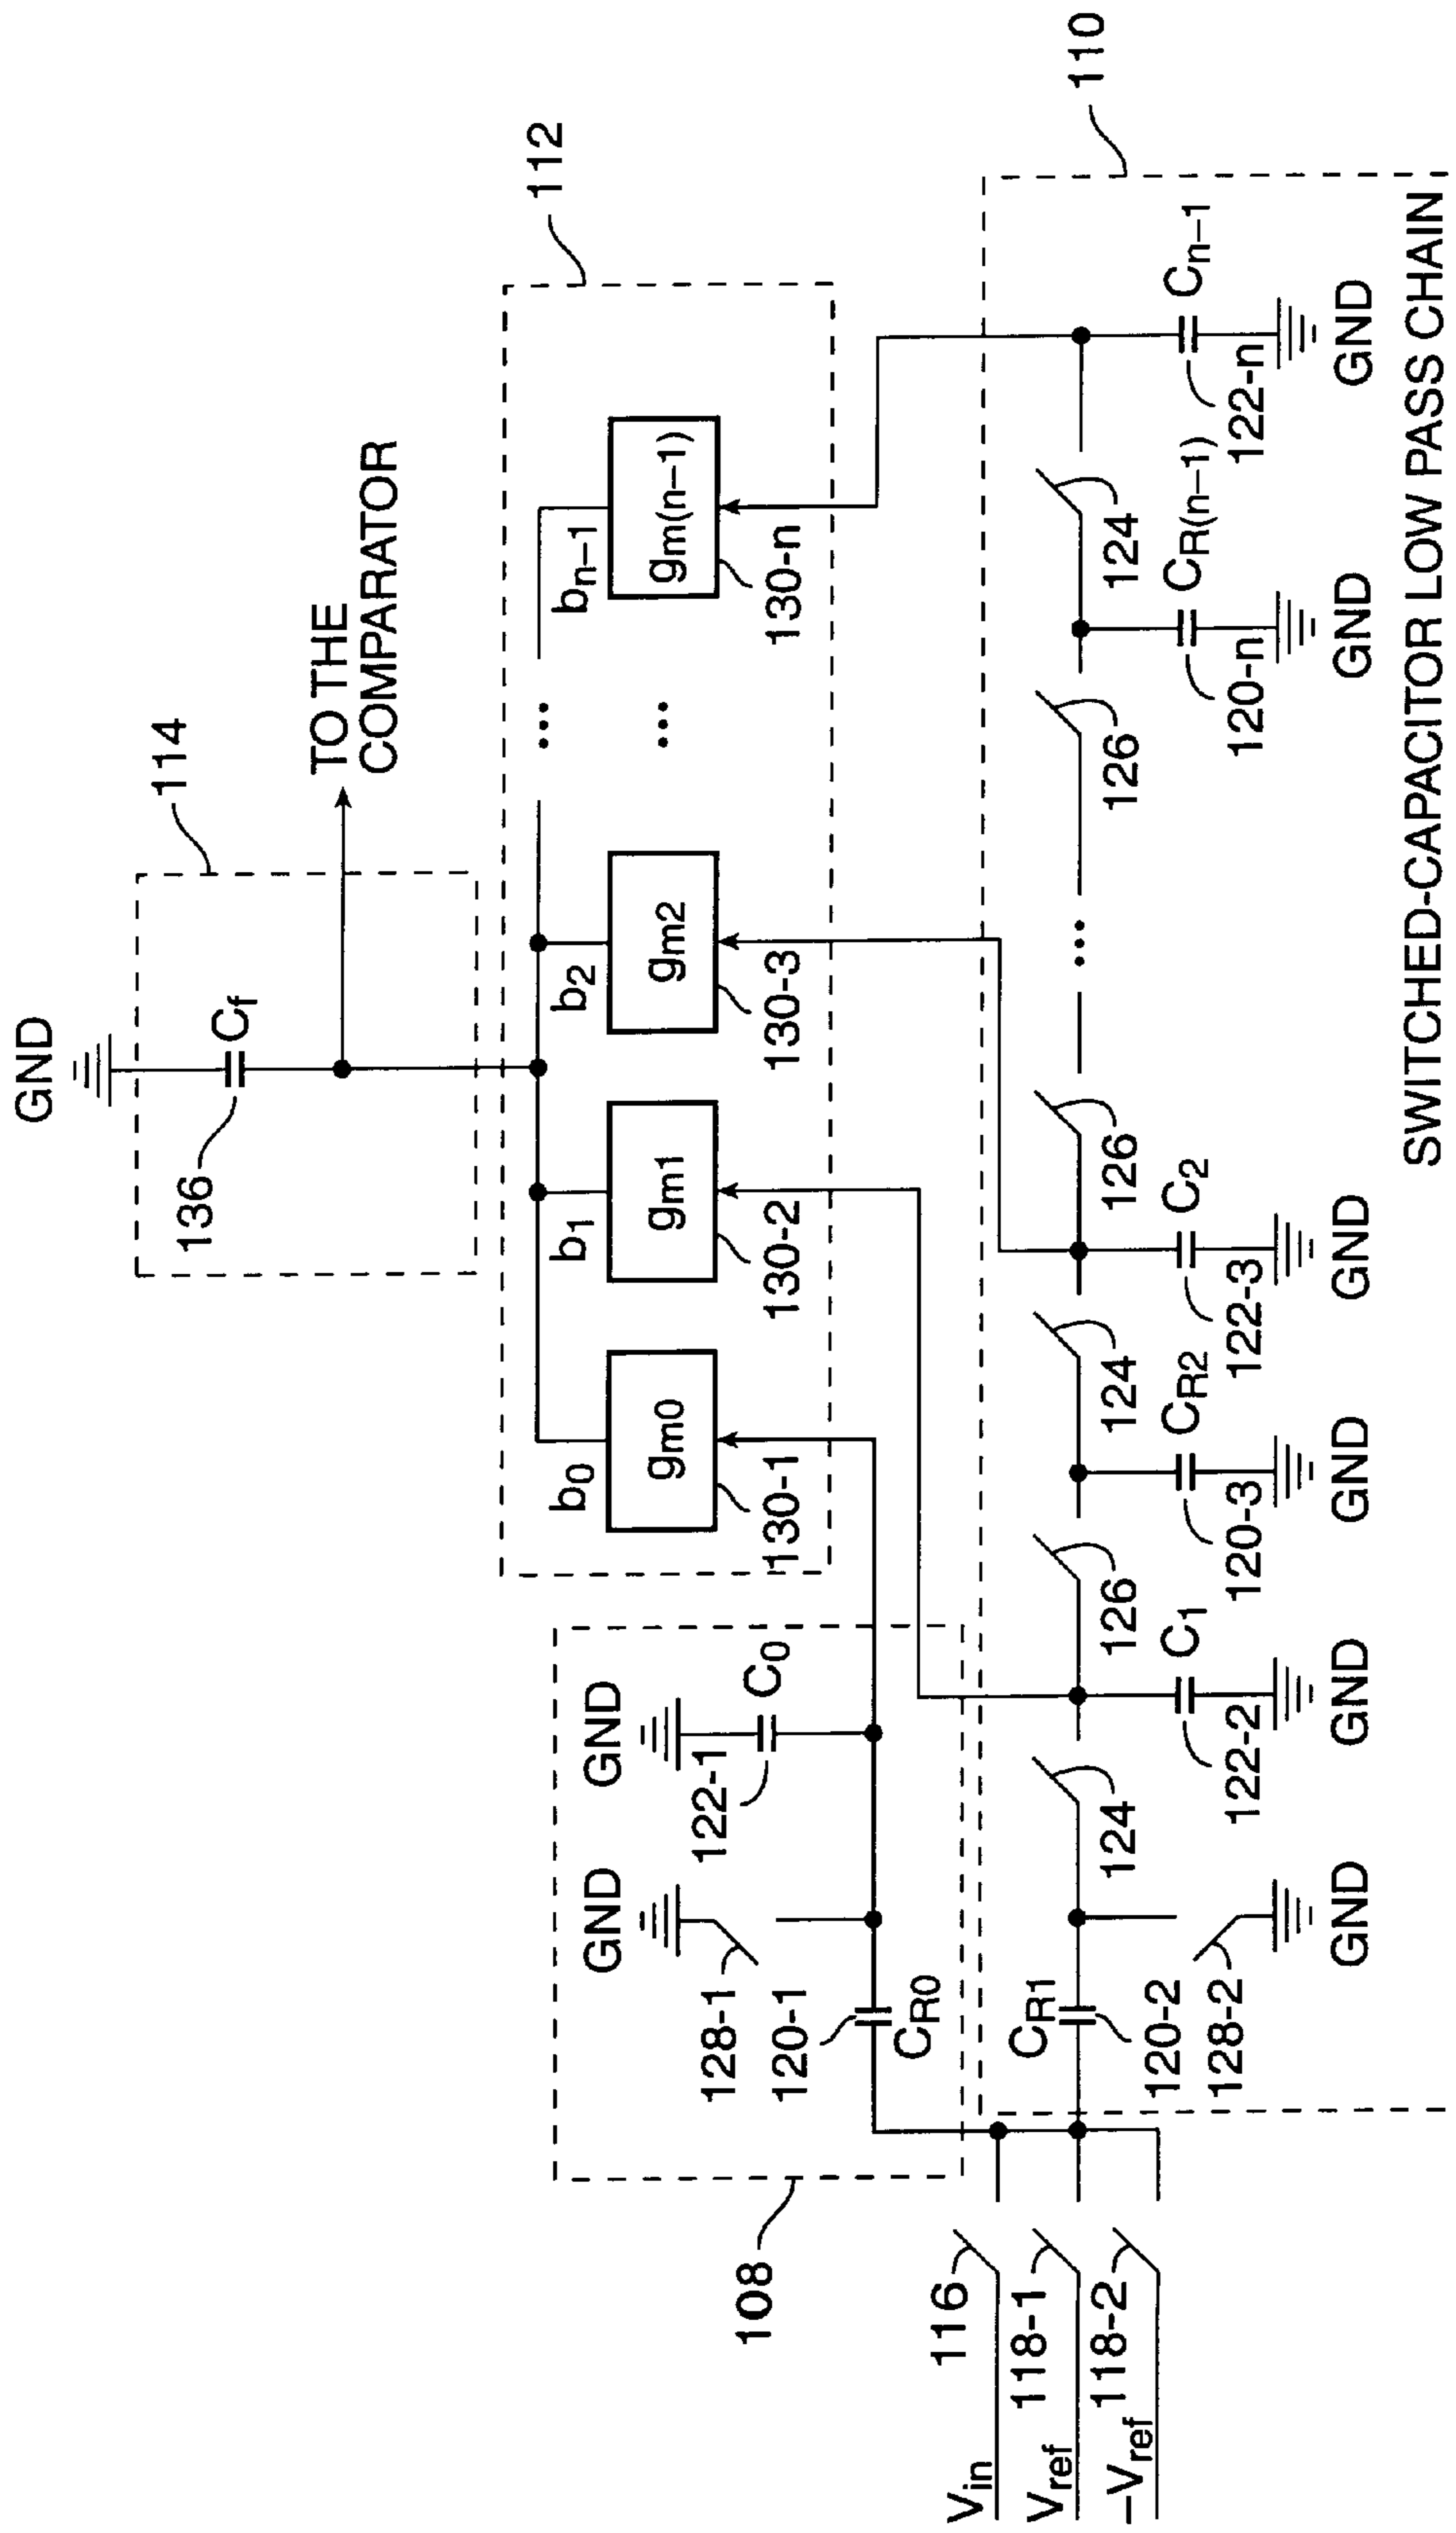 GND
136
Cf
114
TO THE
COMPARATOR
112
b0
b1
b2
...
bn−1
gm0
gm1
gm2
...
gm(n−1)
130-1
130-2
130-3
130-n
108
GND
GND
128-1
122-1
C0
120-1
CR0
116
Vin
118-1
Vref
118-2
−Vref
110
CR1
120-2
128-2
GND
124
C1
122-2
GND
126
CR2
120-3
GND
124
C2
122-3
GND
126
...
126
CR(n−1)
120-n
GND
124
Cn−1
122-n
GND
SWITCHED-CAPACITOR LOW PASS CHAIN